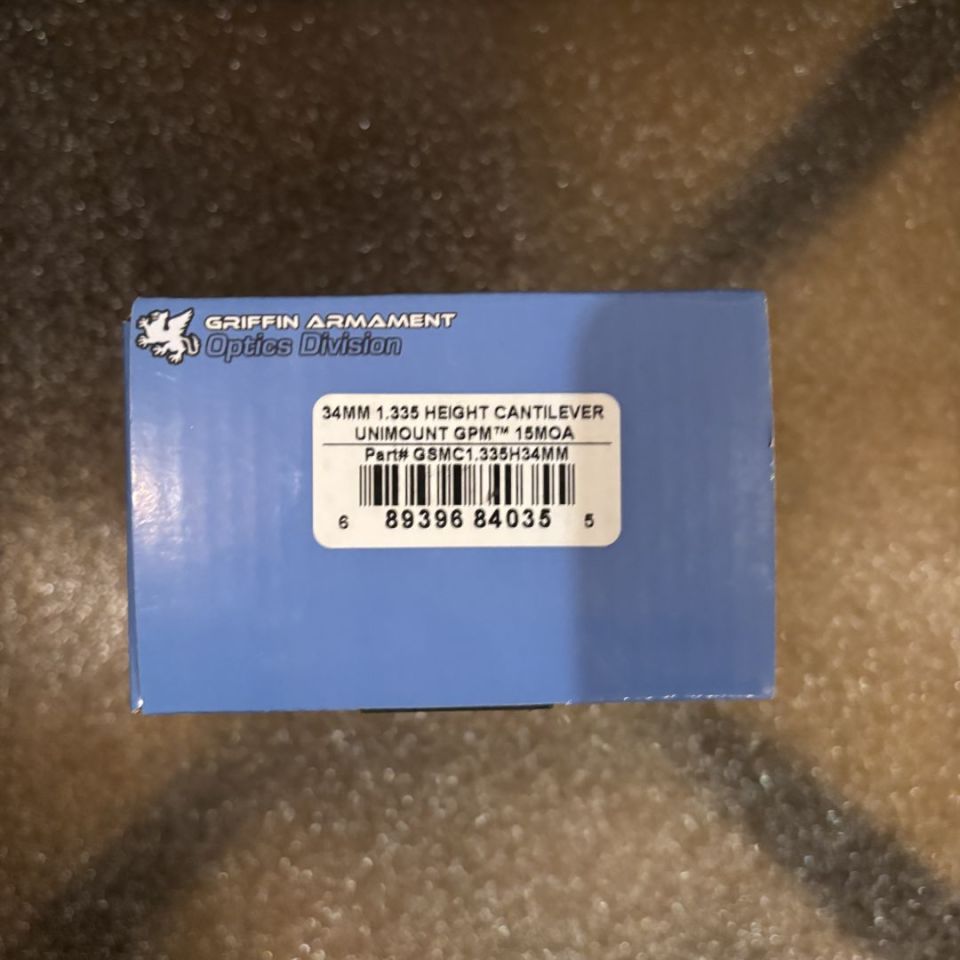 GRIFFIN ARMAMENT
Optics Division
34MM 1.335 HEIGHT CANTILEVER
UNIMOUNT GPM™ 15MOA
Part# GSMC1.335H34MM
6 89396 84035 5